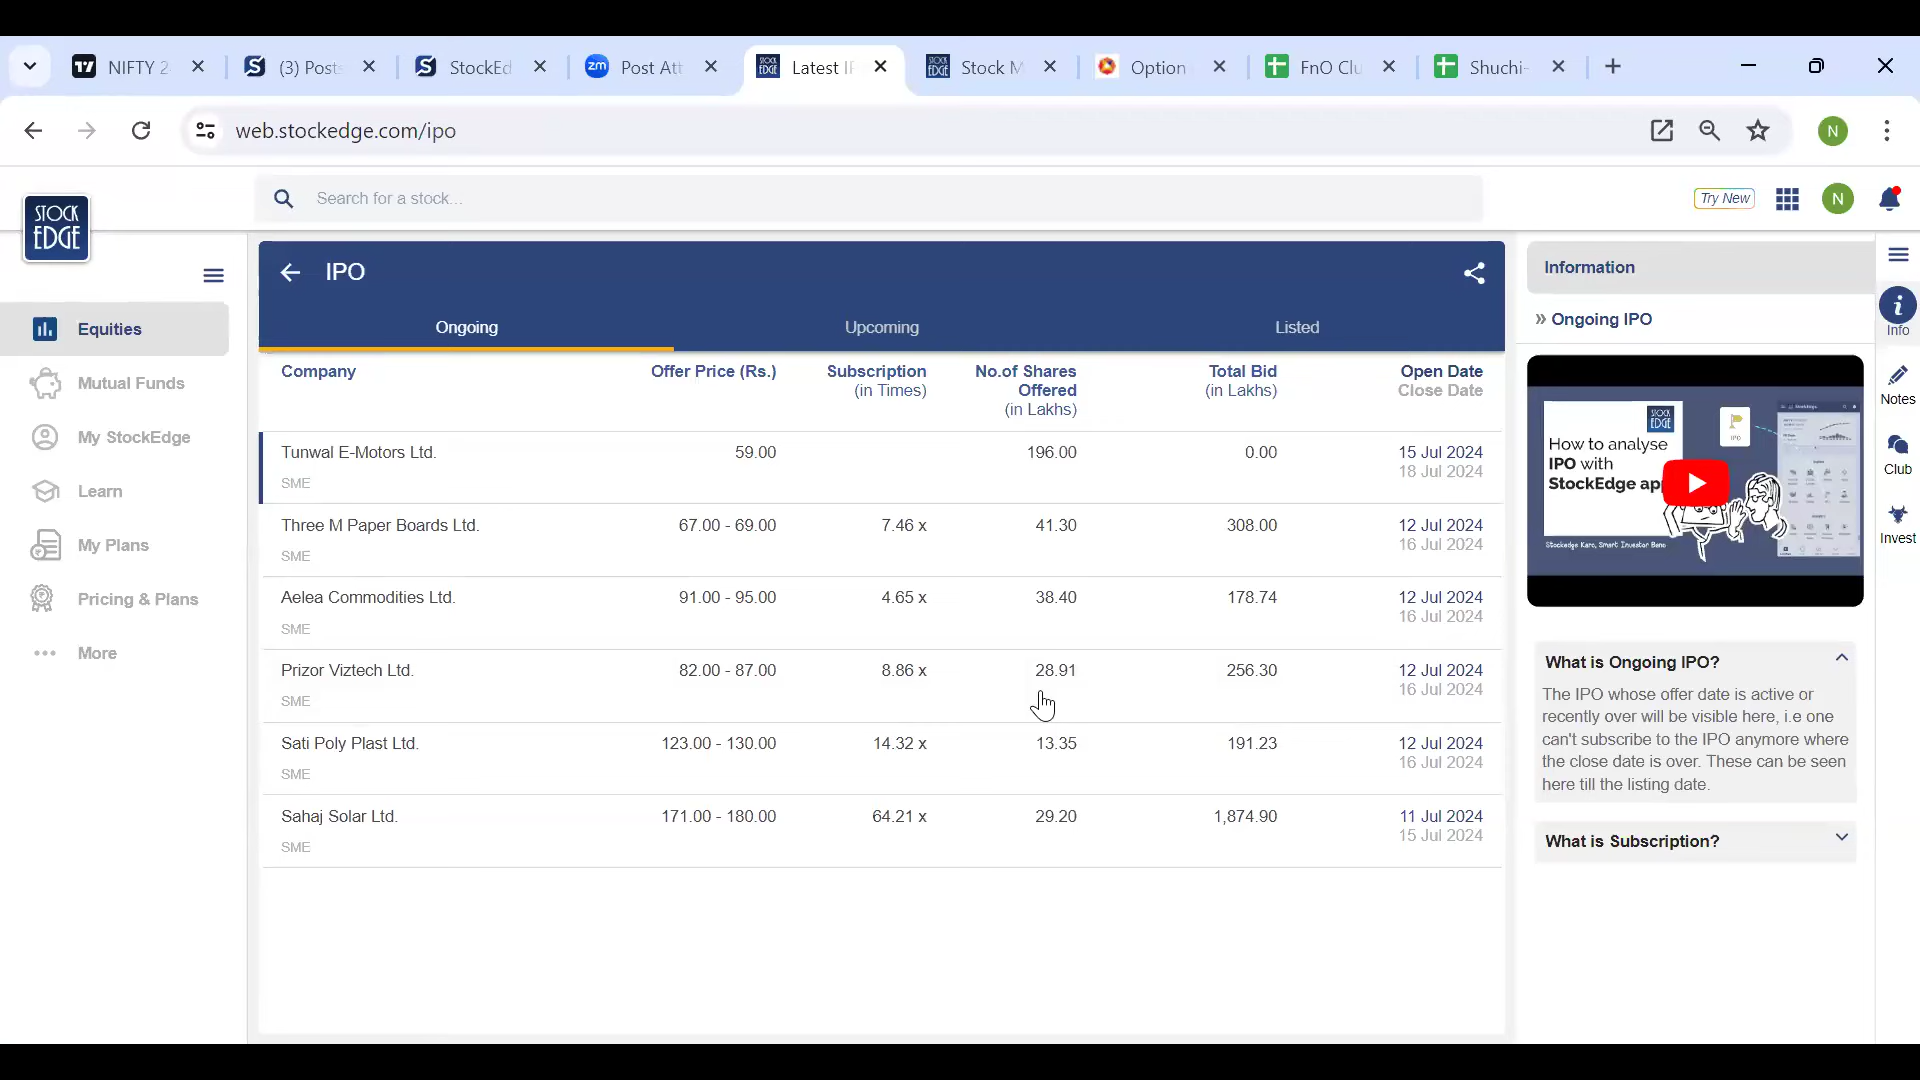 NIFTY 2
(3) Posts
StockEd
Post Att
Latest IP
Stock M
Option
FnO Clu
Shuchi-
web.stockedge.com/ipo
N
STOCK
EDGE
Search for a stock...
Try New
N
Equities
Mutual Funds
My StockEdge
Learn
My Plans
Pricing & Plans
More
IPO
Ongoing Upcoming Listed
Company Offer Price (Rs.) Subscription No.of Shares Total Bid Open Date
(in Times) Offered (in Lakhs) Close Date
(in Lakhs)
Tunwal E-Motors Ltd. 59.00 196.00 0.00 15 Jul 2024
18 Jul 2024
SME
Three M Paper Boards Ltd. 67.00 - 69.00 7.46 x 41.30 308.00 12 Jul 2024
16 Jul 2024
SME
Aelea Commodities Ltd. 91.00 - 95.00 4.65 x 38.40 178.74 12 Jul 2024
16 Jul 2024
SME
Prizor Viztech Ltd. 82.00 - 87.00 8.86 x 28.91 256.30 12 Jul 2024
16 Jul 2024
SME
Sati Poly Plast Ltd. 123.00 - 130.00 14.32 x 13.35 191.23 12 Jul 2024
16 Jul 2024
SME
Sahaj Solar Ltd. 171.00 - 180.00 64.21 x 29.20 1,874.90 11 Jul 2024
15 Jul 2024
SME
Information
» Ongoing IPO
STOCK
EDGE
IPO
How to analyse
IPO with
StockEdge ap
Stockedge Karo, Smart Investor Bano
What is Ongoing IPO?
The IPO whose offer date is active or
recently over will be visible here, i.e one
can't subscribe to the IPO anymore where
the close date is over. These can be seen
here till the listing date.
What is Subscription?
Info
Notes
Club
Invest